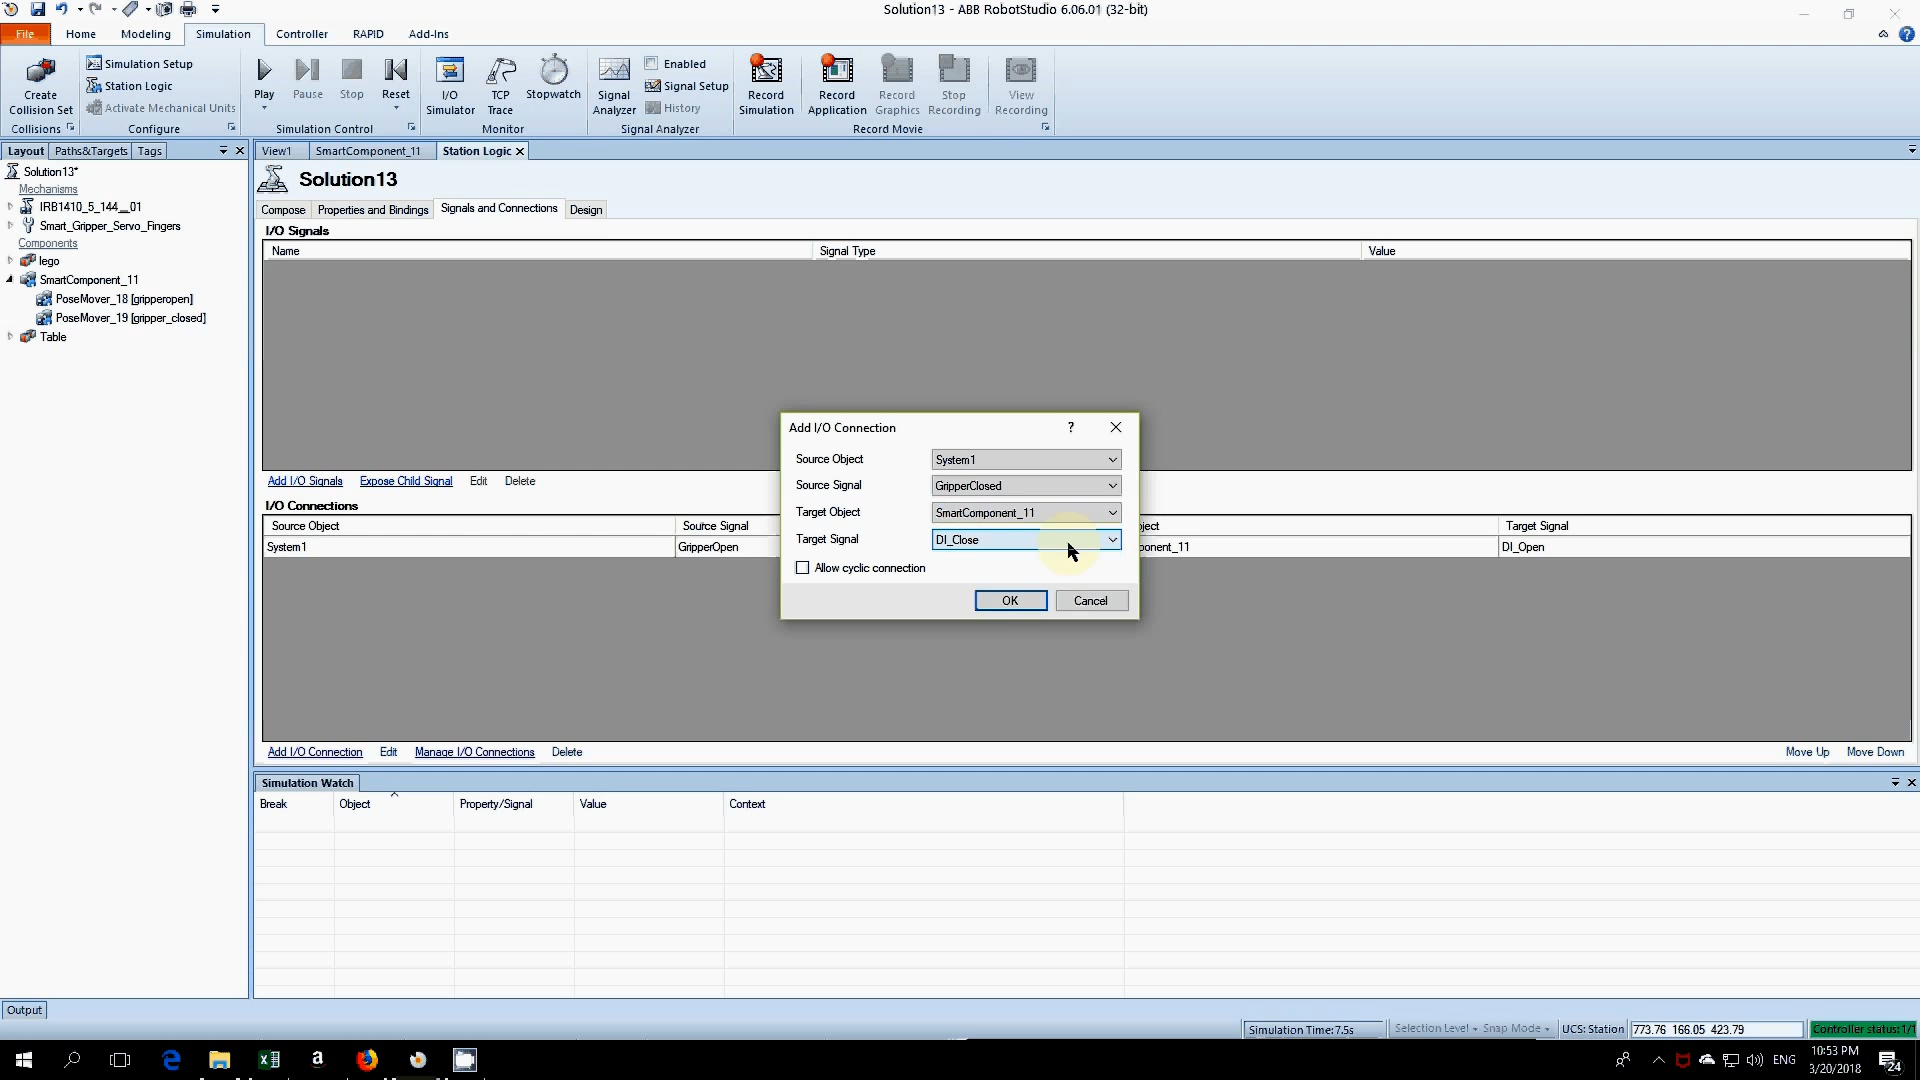 Solution13 - ABB RobotStudio 6.06.01 (32-bit)
File Home Modeling Simulation Controller RAPID Add-Ins
Create Collision Set
Collisions
Simulation Setup
Station Logic
Activate Mechanical Units
Configure
Play Pause Stop Reset
Simulation Control
I/O Simulator
TCP Trace
Stopwatch
Monitor
Signal Analyzer
Enabled
Signal Setup
History
Signal Analyzer
Record Simulation
Record Application
Record Graphics
Stop Recording
Record Movie
View Recording
Layout Paths&Targets Tags
Solution13*
Mechanisms
IRB1410_5_144__01
Smart_Gripper_Servo_Fingers
Components
lego
SmartComponent_11
PoseMover_18 [gripperopen]
PoseMover_19 [gripper_closed]
Table
View1 SmartComponent_11 Station Logic
Solution13
Compose Properties and Bindings Signals and Connections Design
I/O Signals
Name Signal Type Value
Add I/O Signals Expose Child Signal Edit Delete
I/O Connections
Source Object Source Signal ject Target Signal
System1 GripperOpen ponent_11 DI_Open
Add I/O Connection
Source Object System1
Source Signal GripperClosed
Target Object SmartComponent_11
Target Signal DI_Close
Allow cyclic connection
OK Cancel
Add I/O Connection Edit Manage I/O Connections Delete Move Up Move Down
Simulation Watch
Break Object Property/Signal Value Context
Output
Simulation Time: 7.5s Selection Level Snap Mode UCS: Station 773.76 166.05 423.79 Controller status: 1/1
ENG
10:53 PM
3/20/2018
24